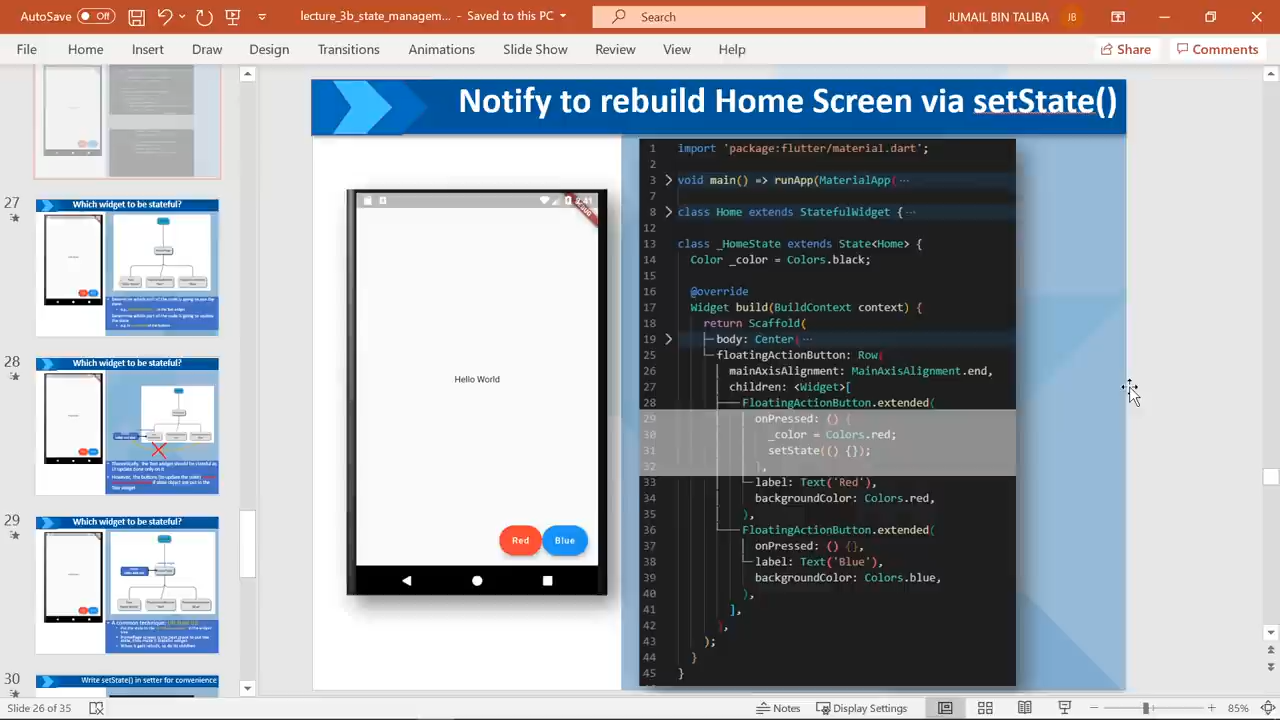 AutoSave Off lecture_3b_state_managem... - Saved to this PC Search JUMAIL BIN TALIBA JB
File Home Insert Draw Design Slide Show Transitions Animations Review View Help Share Comments
27 Which widget to be stateful?
28 Which widget to be stateful?
29 Which widget to be stateful?
30 Write setState() in setter for convenience
Notify to rebuild Home Screen via setState()
4:41
Hello World
Red Blue
1 import 'package:flutter/material.dart';
2
3 void main() => runApp(MaterialApp(...
7
8 class Home extends StatefulWidget {...
12
13 class _HomeState extends State<Home> {
14 Color _color = Colors.black;
15
16 @override
17 Widget build(BuildContext context) {
18 return Scaffold(
19 body: Center(...
25 floatingActionButton: Row(
26 mainAxisAlignment: MainAxisAlignment.end,
27 children: <Widget>[
28 FloatingActionButton.extended(
29 onPressed: () {
30 _color = Colors.red;
31 setState(() {});
32 },
33 label: Text('Red'),
34 backgroundColor: Colors.red,
35 ),
36 FloatingActionButton.extended(
37 onPressed: () {},
38 label: Text('Blue'),
39 backgroundColor: Colors.blue,
40 ),
41 ],
42 ),
43 );
44 }
45 }
Slide 26 of 35 Notes Display Settings 85%